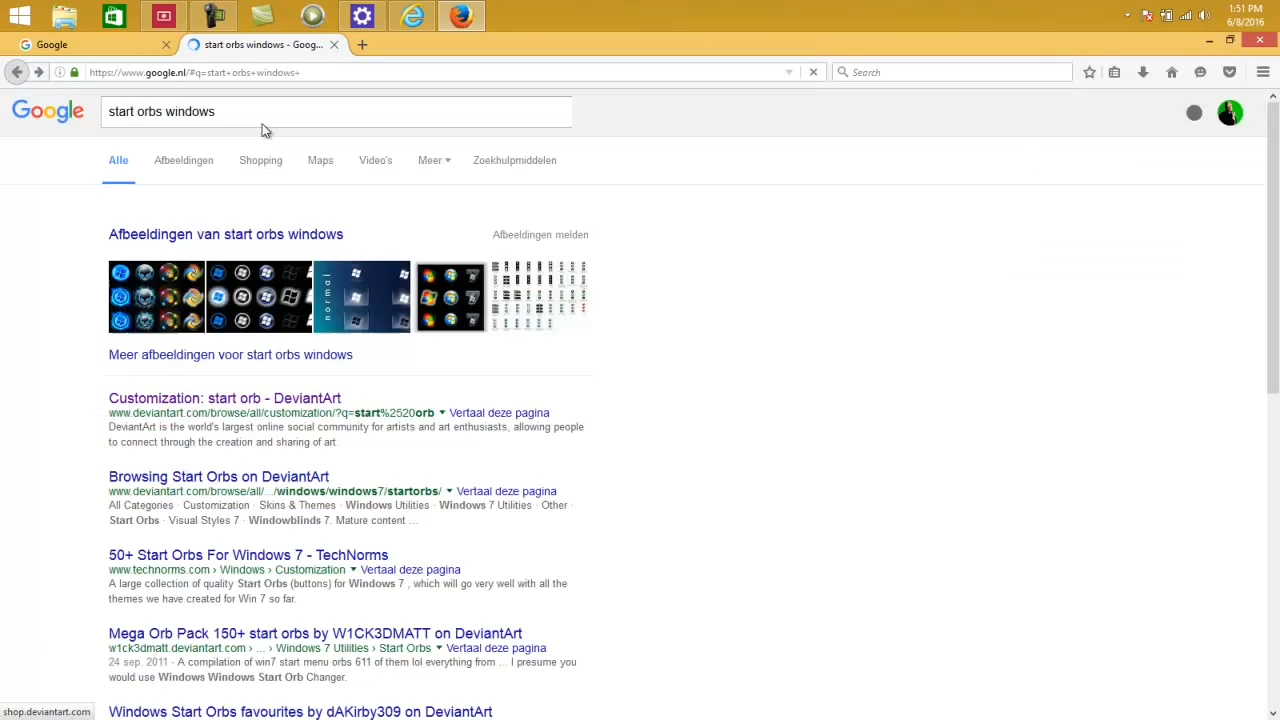 1:51 PM
6/8/2016
Google
start orbs windows - Goog...
https://www.google.nl/#q=start+orbs+windows+
Search
Google
start orbs windows
Alle Afbeeldingen Shopping Maps Video's Meer Zoekhulpmiddelen
Afbeeldingen van start orbs windows
Afbeeldingen melden
normal
Meer afbeeldingen voor start orbs windows
Customization: start orb - DeviantArt
www.deviantart.com/browse/all/customization/?q=start%2520orb Vertaal deze pagina
DeviantArt is the world's largest online social community for artists and art enthusiasts, allowing people
to connect through the creation and sharing of art.
Browsing Start Orbs on DeviantArt
www.deviantart.com/browse/all/.../windows/windows7/startorbs/ Vertaal deze pagina
All Categories · Customization · Skins & Themes · Windows Utilities · Windows 7 Utilities · Other ·
Start Orbs · Visual Styles 7 · Windowblinds 7. Mature content ...
50+ Start Orbs For Windows 7 - TechNorms
www.technorms.com › Windows › Customization Vertaal deze pagina
A large collection of quality Start Orbs (buttons) for Windows 7 , which will go very well with all the
themes we have created for Win 7 so far.
Mega Orb Pack 150+ start orbs by W1CK3DMATT on DeviantArt
w1ck3dmatt.deviantart.com › ... › Windows 7 Utilities › Start Orbs Vertaal deze pagina
24 sep. 2011 - A compilation of win7 start menu orbs 611 of them lol everything from ... I presume you
would use Windows Windows Start Orb Changer.
Windows Start Orbs favourites by dAKirby309 on DeviantArt
shop.deviantart.com